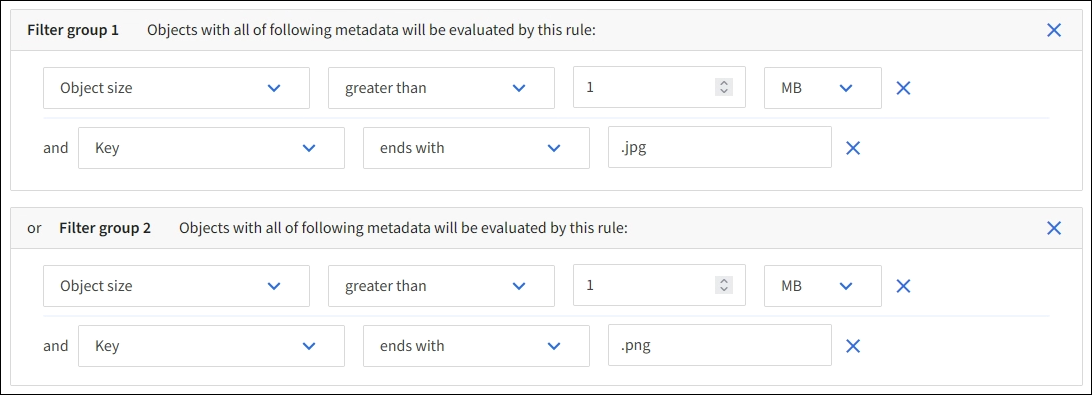 Filter group 1 Objects with all of following metadata will be evaluated by this rule:
Object size greater than 1 MB
and Key ends with .jpg
or Filter group 2 Objects with all of following metadata will be evaluated by this rule:
Object size greater than 1 MB
and Key ends with .png